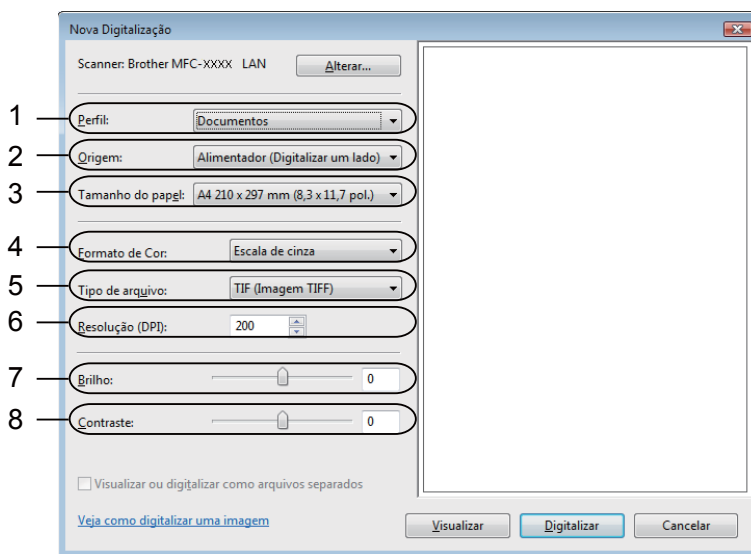 Nova Digitalização
Scanner: Brother MFC-XXXX LAN
Alterar...
1 Perfil: Documentos
2 Origem: Alimentador (Digitalizar um lado)
3 Tamanho do papel: A4 210 x 297 mm (8,3 x 11,7 pol.)
4 Formato de Cor: Escala de cinza
5 Tipo de arquivo: TIF (Imagem TIFF)
6 Resolução (DPI): 200
7 Brilho: 0
8 Contraste: 0
Visualizar ou digitalizar como arquivos separados
Veja como digitalizar uma imagem
Visualizar Digitalizar Cancelar